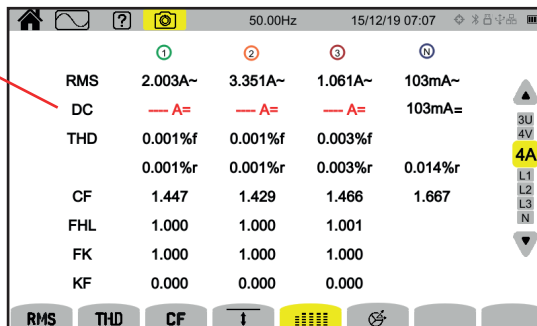 ? 50.00Hz 15/12/19 07:07
1 2 3 N
RMS 2.003A~ 3.351A~ 1.061A~ 103mA~
DC ---- A= ---- A= ---- A= 103mA=
THD 0.001%f 0.001%f 0.003%f
0.001%r 0.001%r 0.003%r 0.014%r
CF 1.447 1.429 1.466 1.667
FHL 1.000 1.000 1.001
FK 1.000 1.000 1.000
KF 0.000 0.000 0.000
3U
4V
4A
L1
L2
L3
N
RMS THD CF